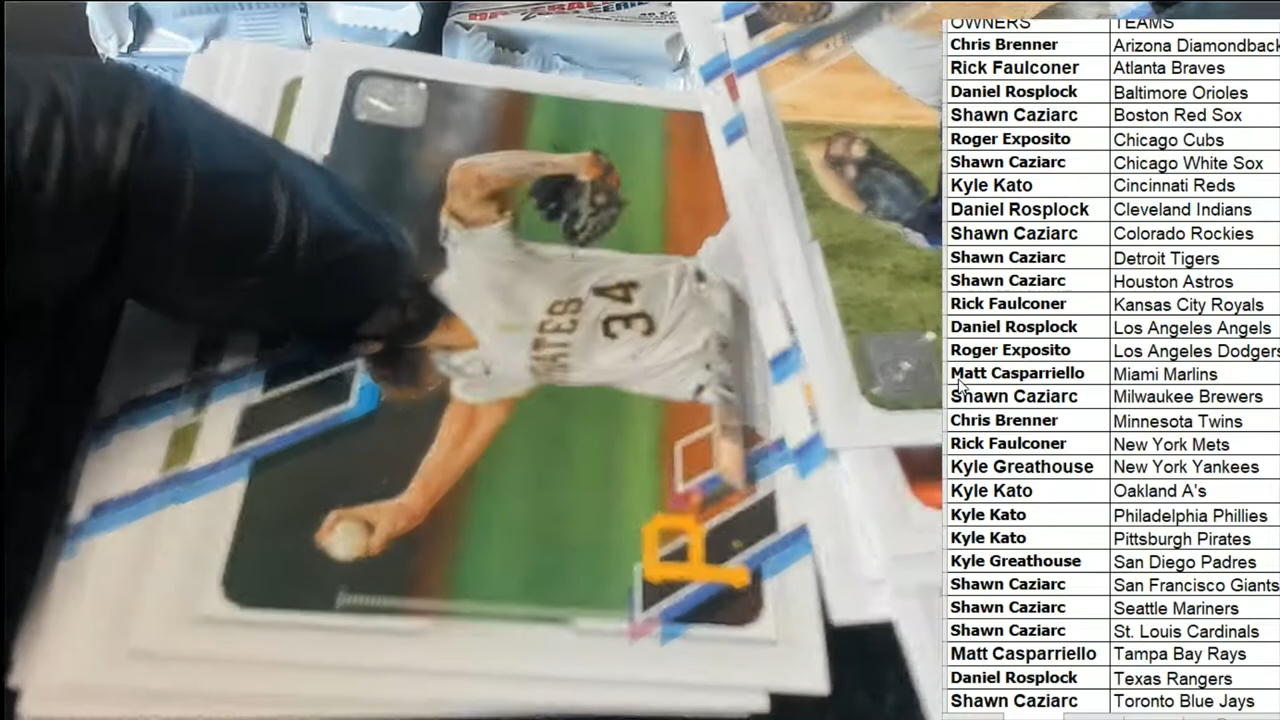 OWNERS TEAMS
Chris Brenner Arizona Diamondback
Rick Faulconer Atlanta Braves
Daniel Rosplock Baltimore Orioles
Shawn Caziarc Boston Red Sox
Roger Exposito Chicago Cubs
Shawn Caziarc Chicago White Sox
Kyle Kato Cincinnati Reds
Daniel Rosplock Cleveland Indians
Shawn Caziarc Colorado Rockies
Shawn Caziarc Detroit Tigers
Shawn Caziarc Houston Astros
Rick Faulconer Kansas City Royals
Daniel Rosplock Los Angeles Angels
Roger Exposito Los Angeles Dodgers
Matt Casparriello Miami Marlins
Shawn Caziarc Milwaukee Brewers
Chris Brenner Minnesota Twins
Rick Faulconer New York Mets
Kyle Greathouse New York Yankees
Kyle Kato Oakland A's
Kyle Kato Philadelphia Phillies
Kyle Kato Pittsburgh Pirates
Kyle Greathouse San Diego Padres
Shawn Caziarc San Francisco Giants
Shawn Caziarc Seattle Mariners
Shawn Caziarc St. Louis Cardinals
Matt Casparriello Tampa Bay Rays
Daniel Rosplock Texas Rangers
Shawn Caziarc Toronto Blue Jays
34
P